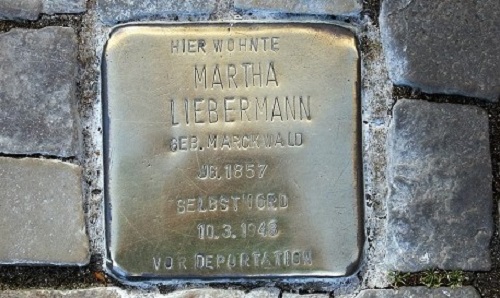 HIER WOHNTE
MARTHA
LIEBERMANN
GEB. MARCKWALD
JG. 1857
SELBSTMORD
10.3.1943
VOR DEPORTATION